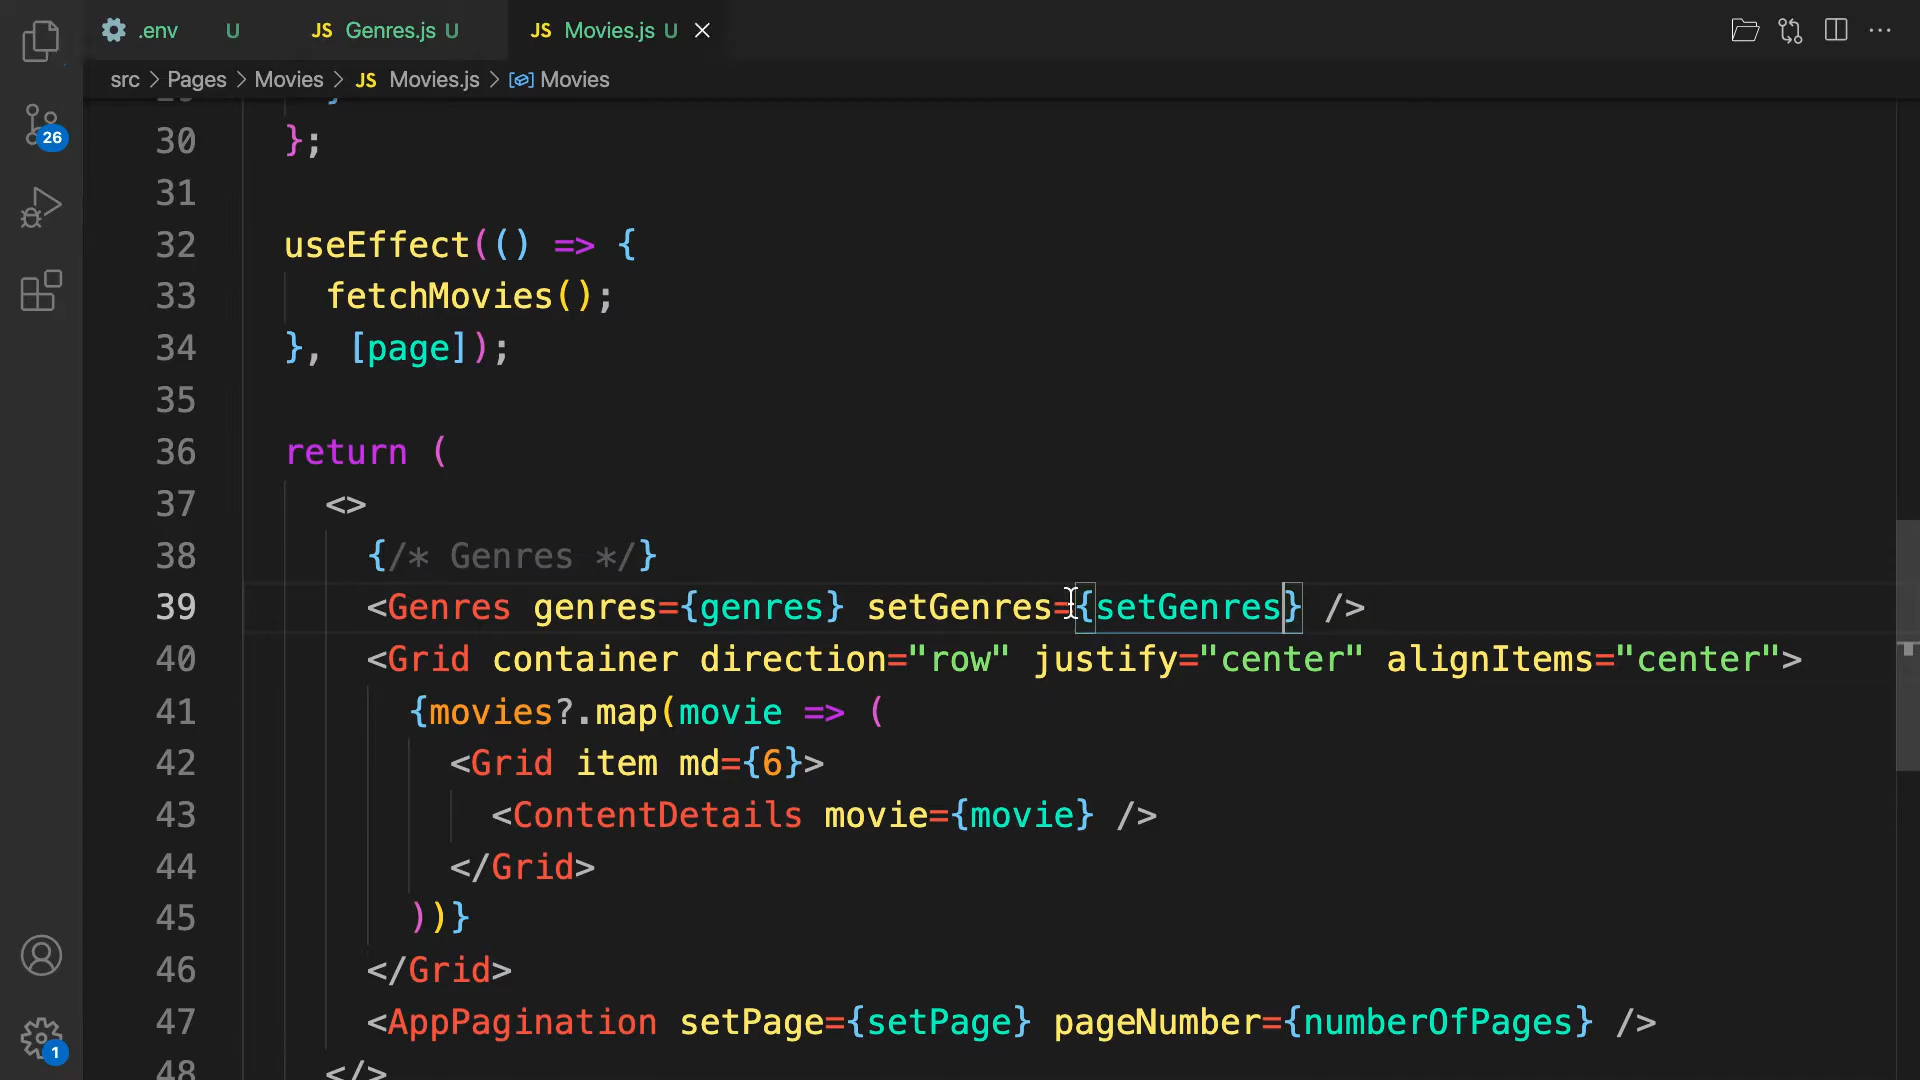 .env U JS Genres.js U JS Movies.js U
src > Pages > Movies > JS Movies.js > Movies
26
30 };
31
32 useEffect(() => {
33 fetchMovies();
34 }, [page]);
35
36 return (
37 <>
38 {/* Genres */}
39 <Genres genres={genres} setGenres={setGenres} />
40 <Grid container direction="row" justify="center" alignItems="center">
41 {movies?.map(movie => (
42 <Grid item md={6}>
43 <ContentDetails movie={movie} />
44 </Grid>
45 ))}
46 </Grid>
47 <AppPagination setPage={setPage} pageNumber={numberOfPages} />
48 </>
1